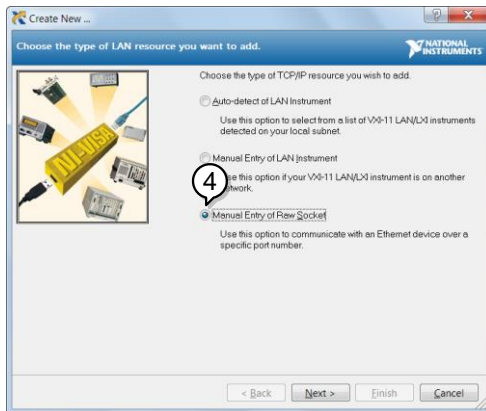 Create New ...
Choose the type of LAN resource you want to add.
NATIONAL
INSTRUMENTS
Choose the type of TCP/IP resource you wish to add.
Auto-detect of LAN Instrument
Use this option to select from a list of VXI-11 LAN/LXI instruments
detected on your local subnet.
Manual Entry of LAN Instrument
this option if your VXI-11 LAN/LXI instrument is on another
4
Manual Entry of Raw Socket
Use this option to communicate with an Ethernet device over a
specific port number.
NI-VISA
< Back
Next >
Finish
Cancel